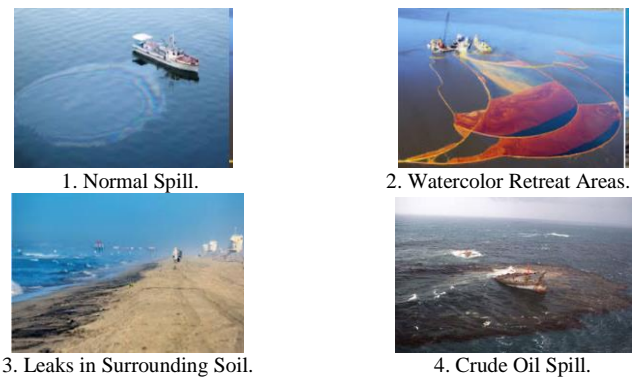 1. Normal Spill.
2. Watercolor Retreat Areas.
3. Leaks in Surrounding Soil.
4. Crude Oil Spill.